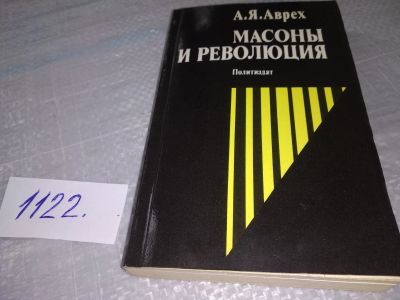 А.Я.Аврех
МАСОНЫ
И РЕВОЛЮЦИЯ
Политиздат
1122.